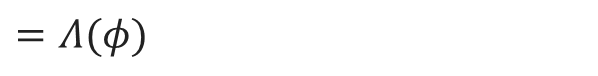 = Λ(ϕ)